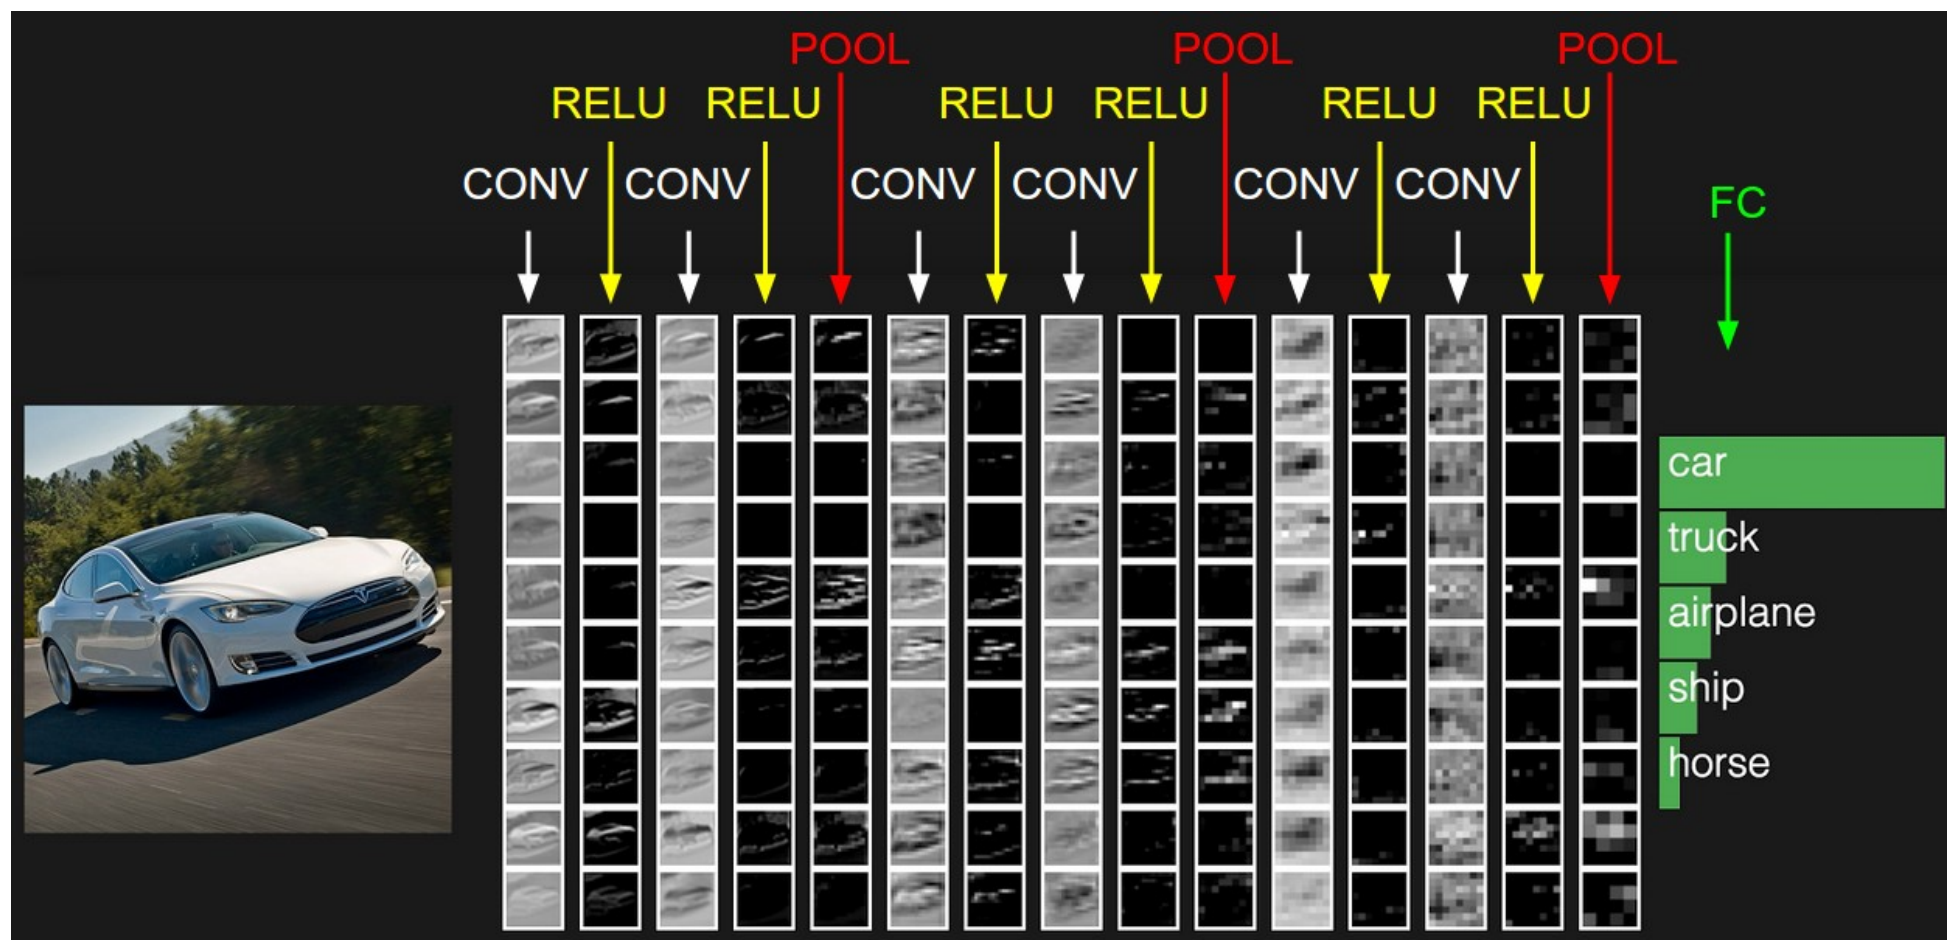 POOL POOL POOL
RELU RELU RELU RELU RELU RELU
CONV CONV CONV CONV CONV CONV
FC
car
truck
airplane
ship
horse